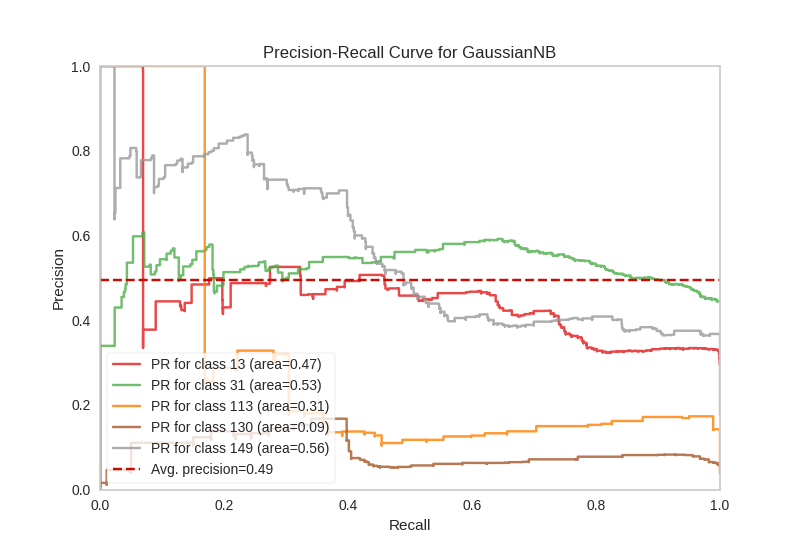 Precision-Recall Curve for GaussianNB
1.0
0.8
0.6
0.4
0.2
0.0
Precision
PR for class 13 (area=0.47)
PR for class 31 (area=0.53)
PR for class 113 (area=0.31)
PR for class 130 (area=0.09)
PR for class 149 (area=0.56)
Avg. precision=0.49
0.0 0.2 0.4 0.6 0.8 1.0
Recall